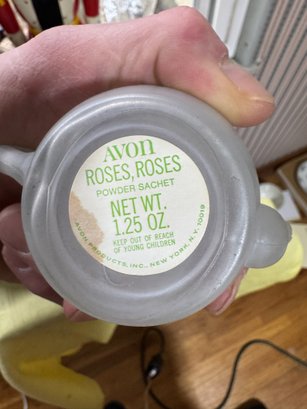 AVON
ROSES, ROSES
POWDER SACHET
NET WT.
1.25 OZ.
KEEP OUT OF REACH
OF YOUNG CHILDREN
AVON PRODUCTS, INC., NEW YORK, N.Y. 10019